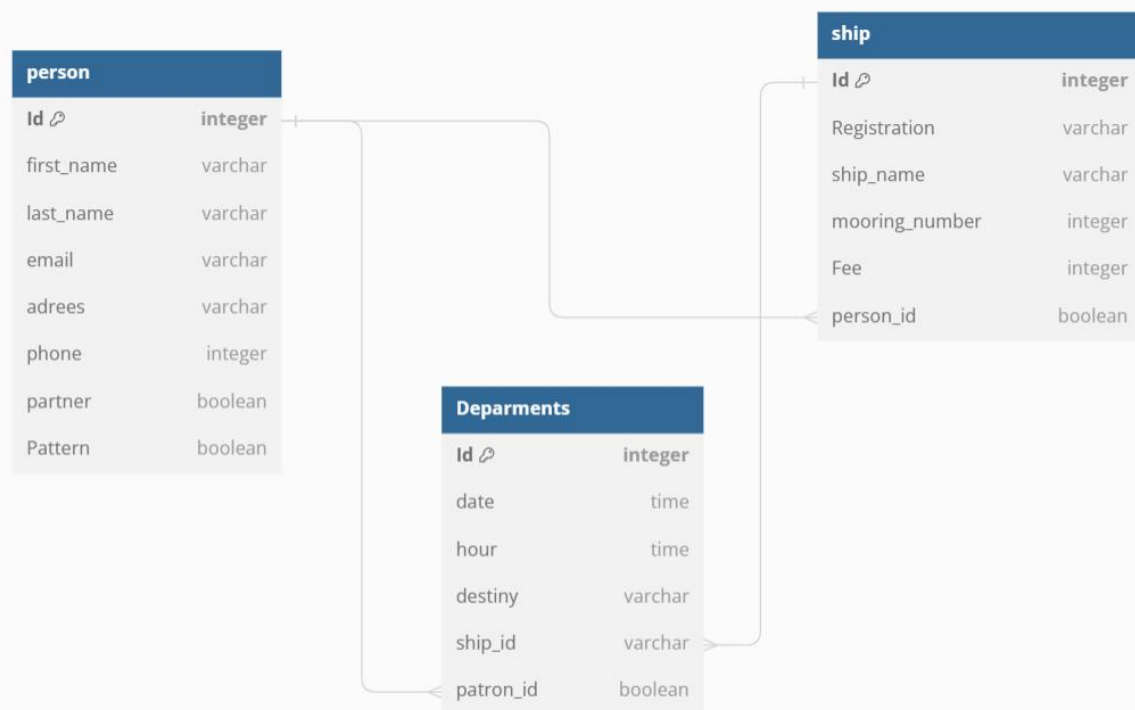 person
Id integer
first_name varchar
last_name varchar
email varchar
adrees varchar
phone integer
partner boolean
Pattern boolean
ship
Id integer
Registration varchar
ship_name varchar
mooring_number integer
Fee integer
person_id boolean
Deparments
Id integer
date time
hour time
destiny varchar
ship_id varchar
patron_id boolean